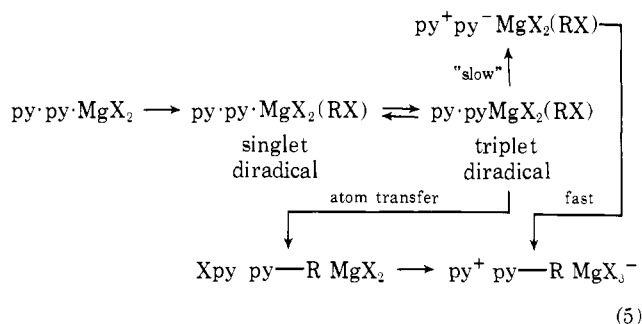 py⁺py⁻MgX₂(RX)
"slow"
py·py·MgX₂ ⟶ py·py·MgX₂(RX) ⇌ py·pyMgX₂(RX)
singlet diradical
triplet diradical
atom transfer
fast
Xpy py—R MgX₂ ⟶ py⁺ py—R MgX₃⁻
(5)